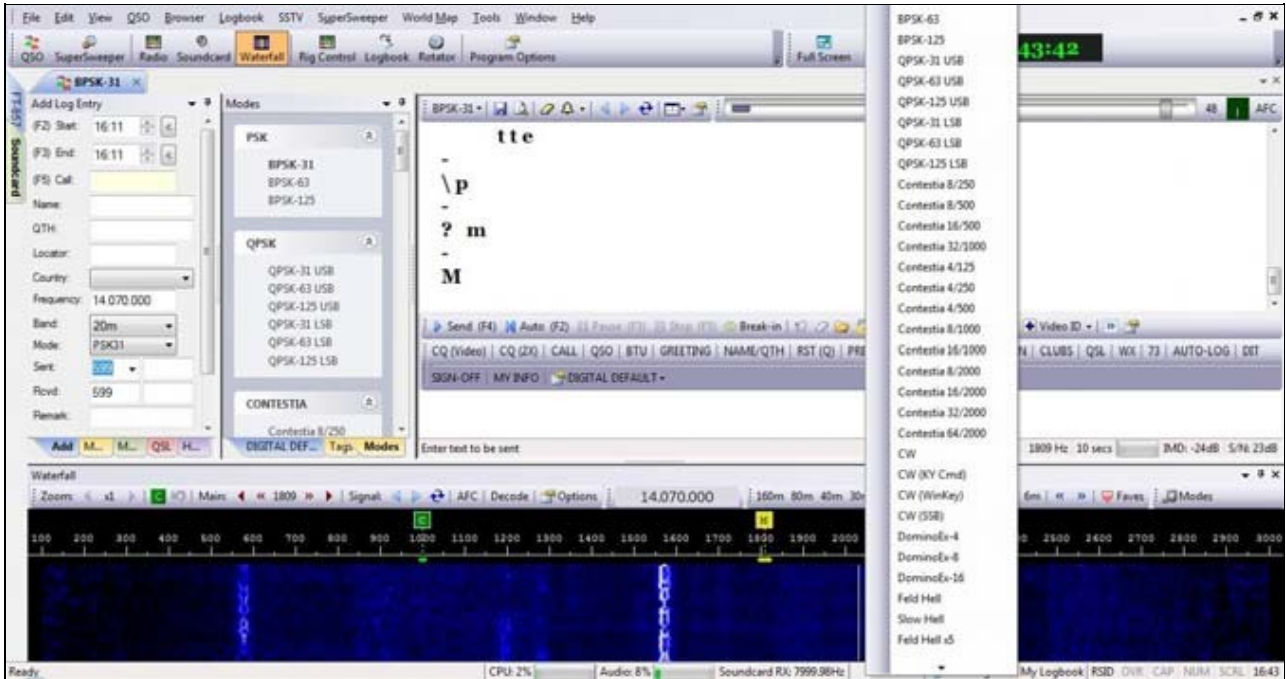 File Edit View QSO Browser Logbook SSTV SuperSweeper World Map Tools Window Help
QSO SuperSweeper Radio Soundcard Waterfall Rig Control Logbook Rotator Program Options Full Screen 43:42
BPSK-31
FT-857 Soundcard
Add Log Entry
(F2) Start: 16:11
(F3) End: 16:11
(F5) Call:
Name:
QTH:
Locator:
Country:
Frequency: 14.070.000
Band: 20m
Mode: PSK31
Sent: 599
Rcvd: 599
Remark:
Add M... M... QSL H...
Modes
PSK
BPSK-31
BPSK-63
BPSK-125
QPSK
QPSK-31 USB
QPSK-63 USB
QPSK-125 USB
QPSK-31 LSB
QPSK-63 LSB
QPSK-125 LSB
CONTESTIA
Contestia 8/250
DIGITAL DEF... Tags Modes
BPSK-31 48 AFC
tte
-
\p
-
? m
-
M
Send (F4) Auto (F2) Pause Stop Break-in Video ID
CQ (Video) CQ (2X) CALL QSO BTU GREETING NAME/QTH RST (Q) PRE N CLUBS QSL WX 73 AUTO-LOG DIT
SIGN-OFF MY INFO DIGITAL DEFAULT
Enter text to be sent 1809 Hz 10 secs IMD: -24dB S/N: 23dB
BPSK-63
BPSK-125
QPSK-31 USB
QPSK-63 USB
QPSK-125 USB
QPSK-31 LSB
QPSK-63 LSB
QPSK-125 LSB
Contestia 8/250
Contestia 8/500
Contestia 16/500
Contestia 32/1000
Contestia 4/125
Contestia 4/250
Contestia 4/500
Contestia 8/1000
Contestia 16/1000
Contestia 8/2000
Contestia 16/2000
Contestia 32/2000
Contestia 64/2000
CW
CW (KY Cmd)
CW (WinKey)
CW (SSB)
DominoEx-4
DominoEx-8
DominoEx-16
Feld Hell
Slow Hell
Feld Hell x5
Waterfall
Zoom: x1 C Main: 1809 Signal: AFC Decode Options 14.070.000 160m 80m 40m 30 6m Faves Modes
C M
100 200 300 400 500 600 700 800 900 1000 1100 1200 1300 1400 1500 1600 1700 1800 1900 2000 2500 2600 2700 2800 2900 3000
Ready CPU: 2% Audio: 8% Soundcard RX: 7999.98Hz My Logbook RSID OVR CAP NUM SCRL 16:43